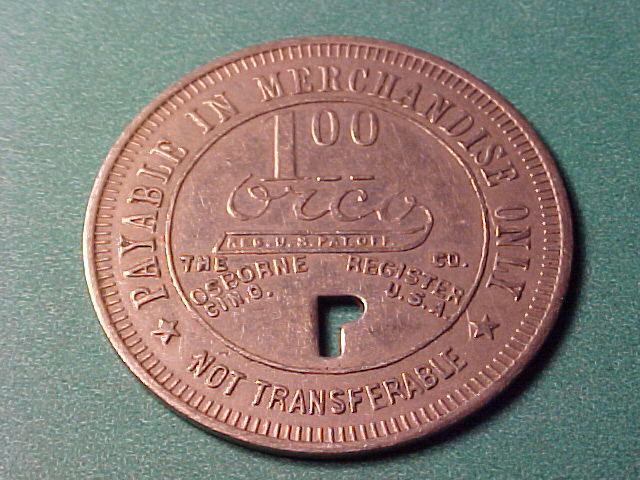 PAYABLE IN MERCHANDISE ONLY
1.00
Orco
REG. U.S. PAT. OFF.
THE OSBORNE REGISTER CO.
CIN. O. U.S.A.
NOT TRANSFERABLE